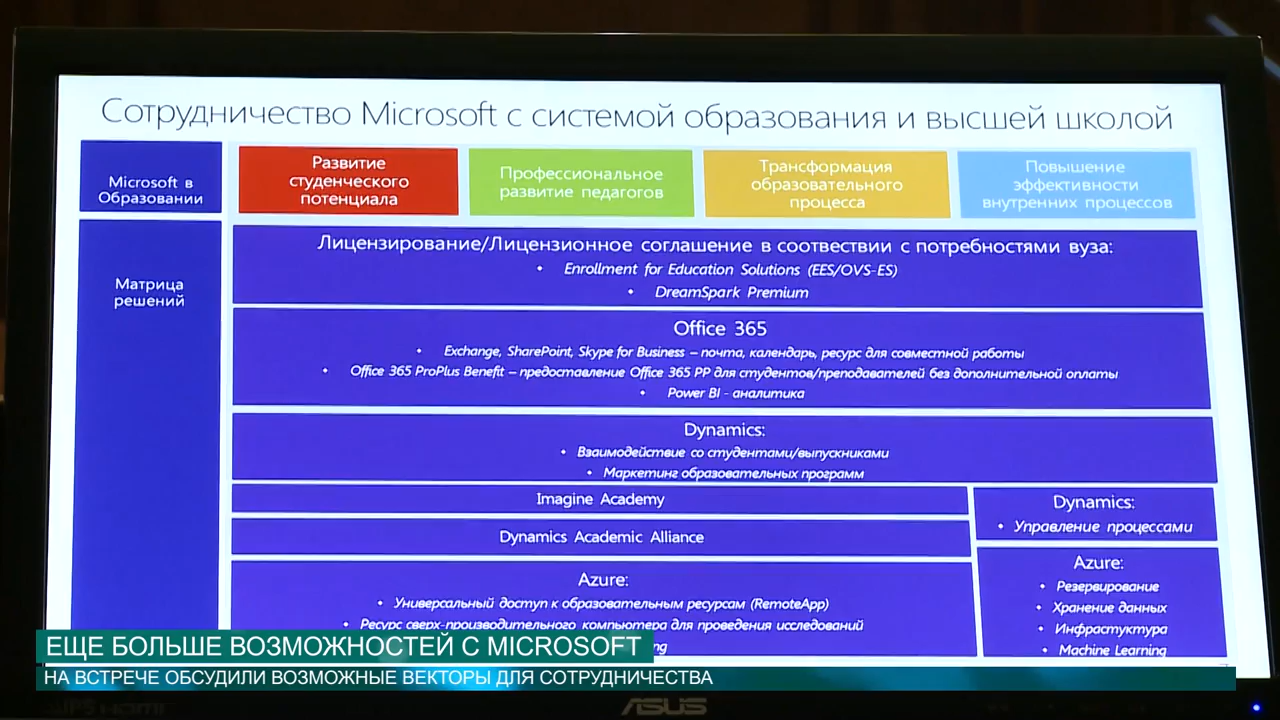 Сотрудничество Microsoft с системой образования и высшей школой
Microsoft в
Образовании
Развитие
студенческого
потенциала
Профессиональное
развитие педагогов
Трансформация
образовательного
процесса
Повышение
эффективности
внутренних процессов
Матрица
решений
Лицензирование/Лицензионное соглашение в соотвествии с потребностями вуза:
• Enrollment for Education Solutions (EES/OVS-ES)
• DreamSpark Premium
Office 365
• Exchange, SharePoint, Skype for Business – почта, календарь, ресурс для совместной работы
• Office 365 ProPlus Benefit – предоставление Office 365 PP для студентов/преподавателей без дополнительной оплаты
• Power BI - аналитика
Dynamics:
• Взаимодействие со студентами/выпускниками
• Маркетинг образовательных программ
Imagine Academy
Dynamics Academic Alliance
Azure:
• Универсальный доступ к образовательным ресурсам (RemoteApp)
• Ресурс сверх-производительного компьютера для проведения исследований
Dynamics:
• Управление процессами
Azure:
• Резервирование
• Хранение данных
• Инфрастуктура
• Machine Learning
ЕЩЕ БОЛЬШЕ ВОЗМОЖНОСТЕЙ С MICROSOFT
НА ВСТРЕЧЕ ОБСУДИЛИ ВОЗМОЖНЫЕ ВЕКТОРЫ ДЛЯ СОТРУДНИЧЕСТВА
ASUS